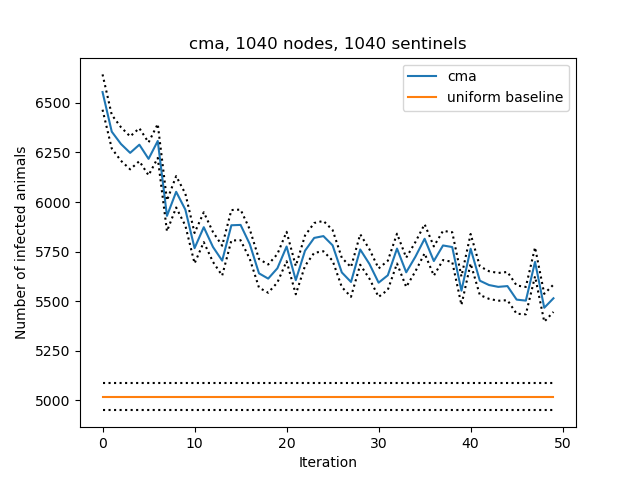 cma, 1040 nodes, 1040 sentinels
cma
uniform baseline
Number of infected animals
6500
6250
6000
5750
5500
5250
5000
0 10 20 30 40 50
Iteration